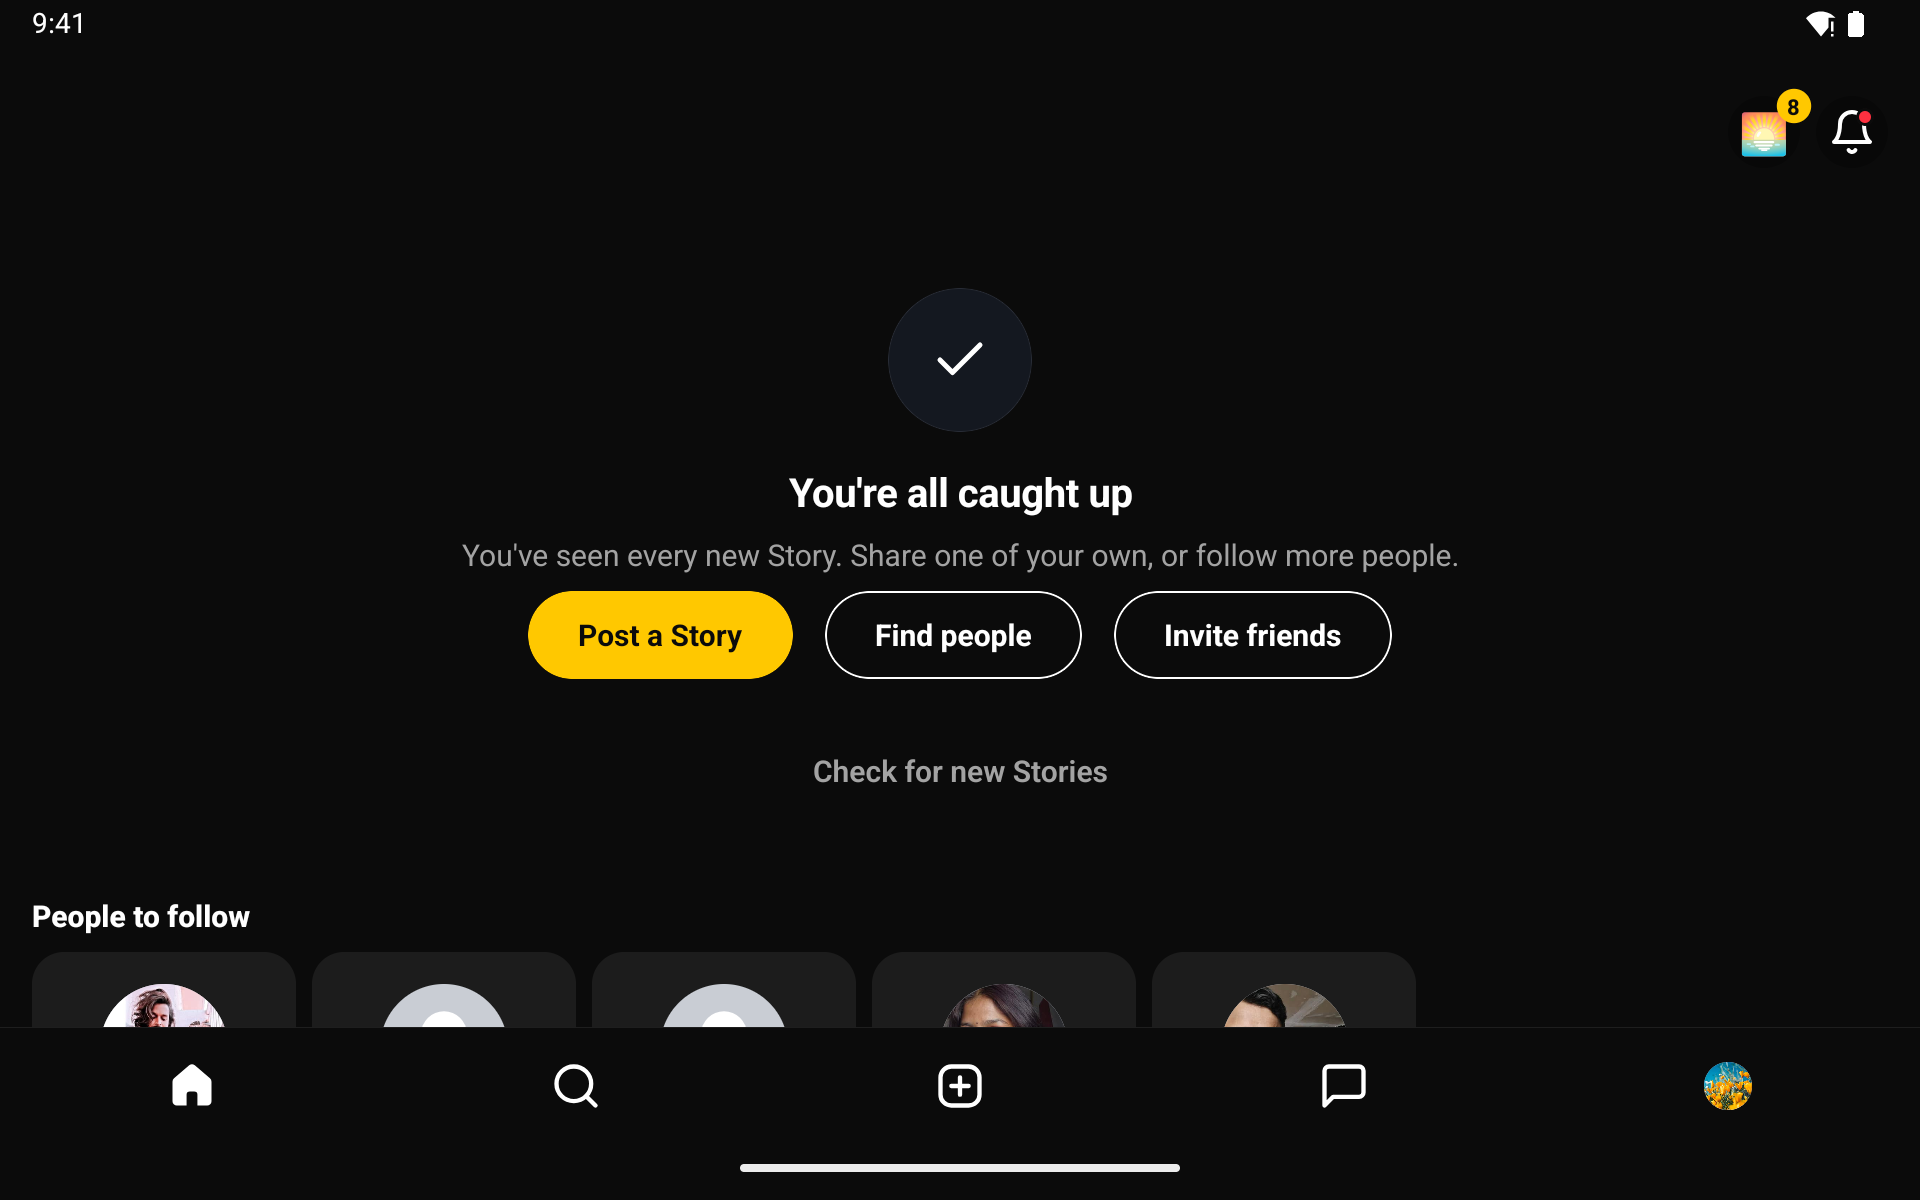 9:41
8
You're all caught up
You've seen every new Story. Share one of your own, or follow more people.
Post a Story
Find people
Invite friends
Check for new Stories
People to follow